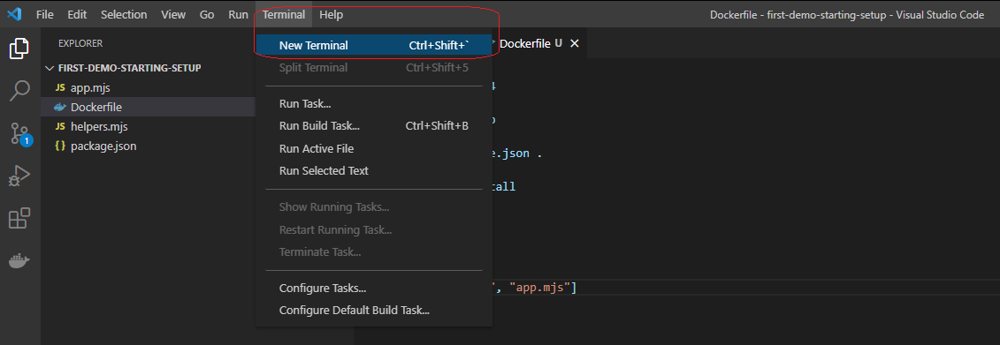 File Edit Selection View Go Run Terminal Help Dockerfile - first-demo-starting-setup - Visual Studio Code
EXPLORER
Dockerfile U
FIRST-DEMO-STARTING-SETUP
JS app.mjs
Dockerfile
JS helpers.mjs
{ } package.json
1
New Terminal Ctrl+Shift+`
Split Terminal Ctrl+Shift+5
Run Task...
Run Build Task... Ctrl+Shift+B
Run Active File
Run Selected Text
Show Running Tasks...
Restart Running Task...
Terminate Task...
Configure Tasks...
Configure Default Build Task...
4
.json .
", "app.mjs"]